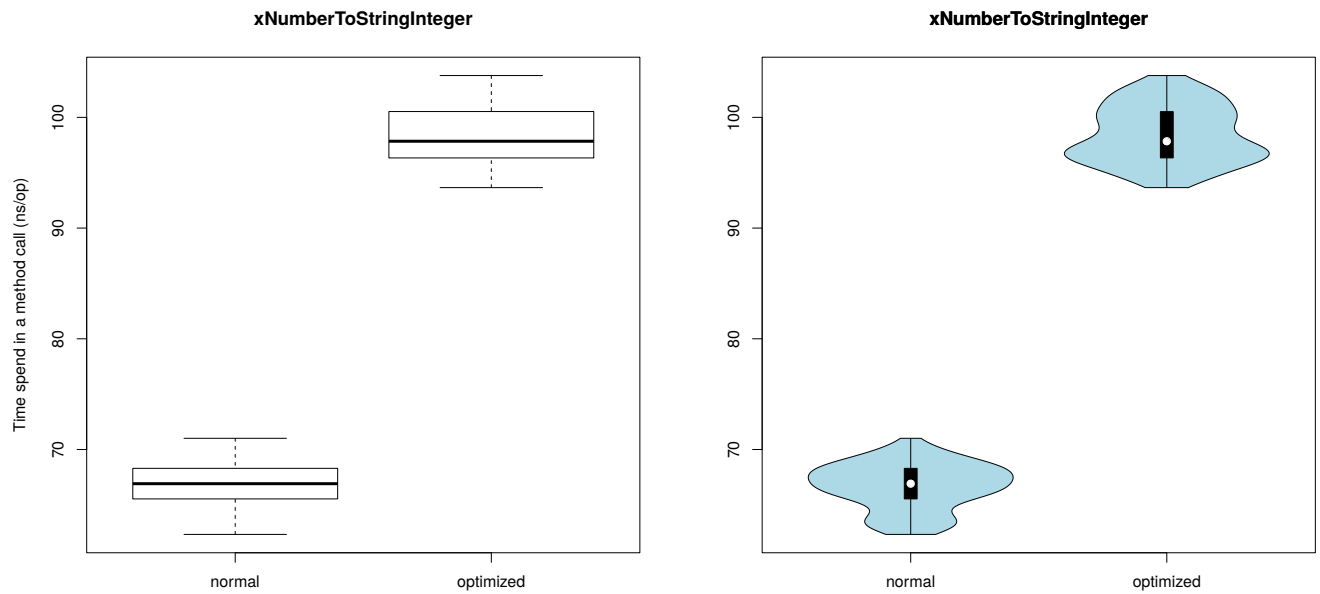 xNumberToStringInteger
Time spend in a method call (ns/op)
100
90
80
70
normal optimized
xNumberToStringInteger
100
90
80
70
normal optimized